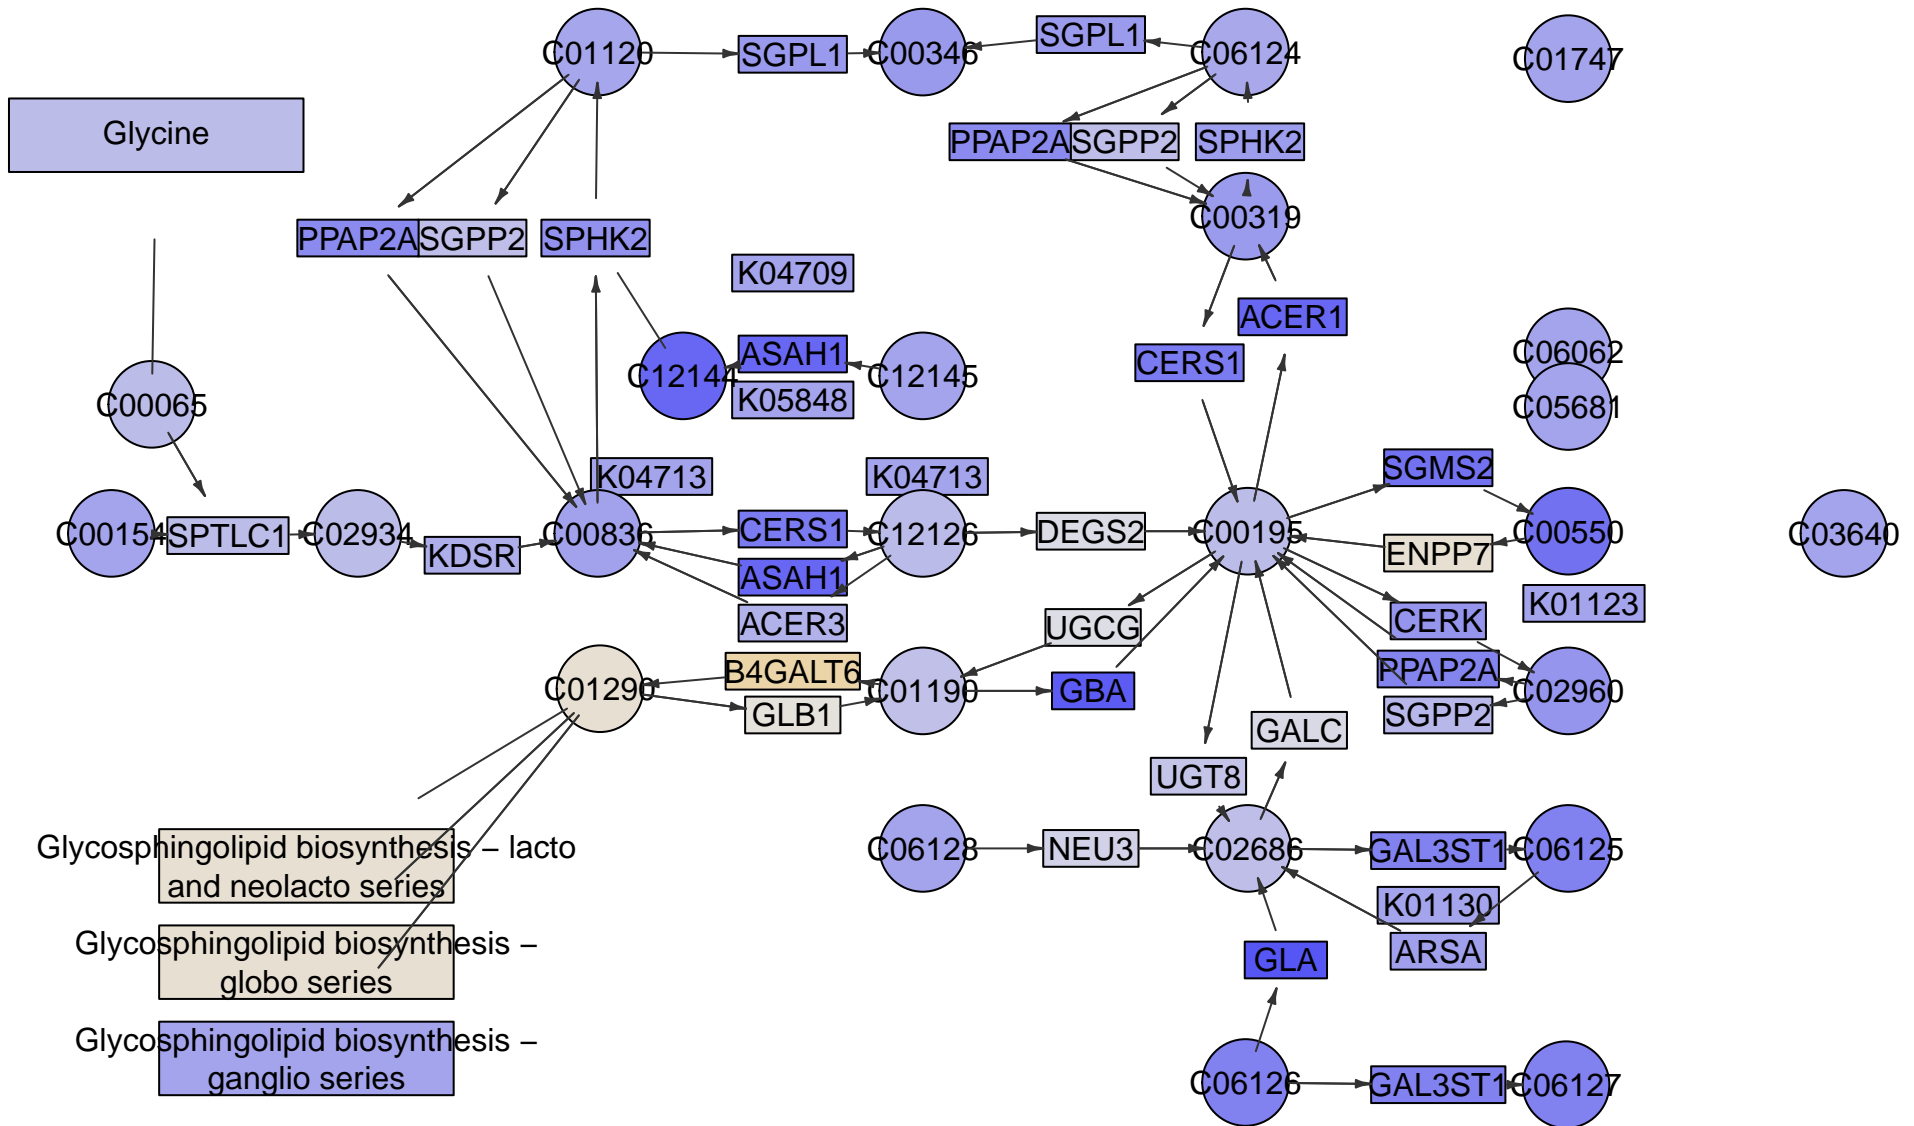 C01120
SGPL1
C00346
SGPL1
C06124
C01747
Glycine
PPAP2A
SGPP2
SPHK2
C00319
PPAP2A
SGPP2
SPHK2
K04709
ACER1
C12144
ASAH1
C12145
K05848
CERS1
C06062
C05681
C00065
K04713
K04713
SGMS2
C00154
SPTLC1
C02934
KDSR
C00836
CERS1
C12126
DEGS2
C00195
C00550
ENPP7
C03640
ASAH1
ACER3
K01123
CERK
UGCG
B4GALT6
C01290
GLB1
C01190
GBA
PPAP2A
C02960
SGPP2
GALC
UGT8
Glycosphingolipid biosynthesis – lacto
and neolacto series
C06128
NEU3
C02686
GAL3ST1
C06125
K01130
ARSA
Glycosphingolipid biosynthesis –
globo series
GLA
Glycosphingolipid biosynthesis –
ganglio series
C06126
GAL3ST1
C06127